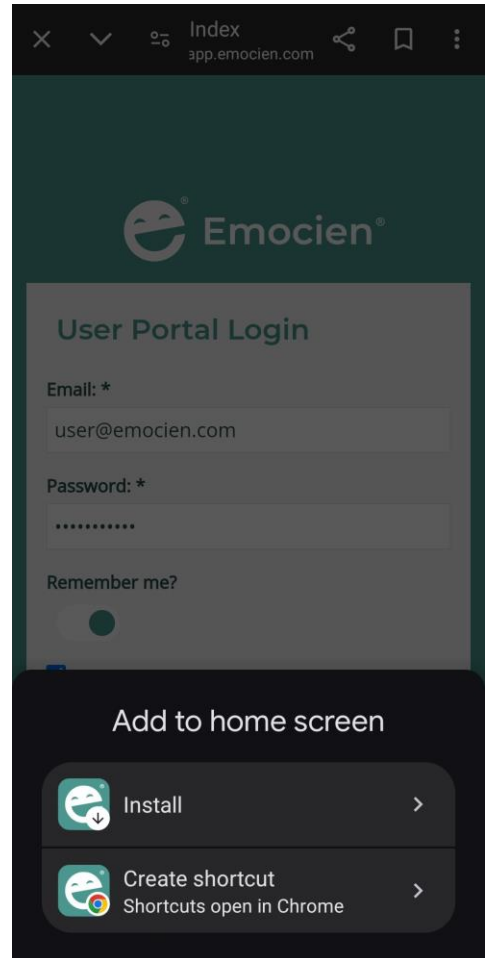 Index
app.emocien.com
Emocien®
User Portal Login
Email: *
user@emocien.com
Password: *
•••••••••••
Remember me?
Add to home screen
Install
Create shortcut
Shortcuts open in Chrome